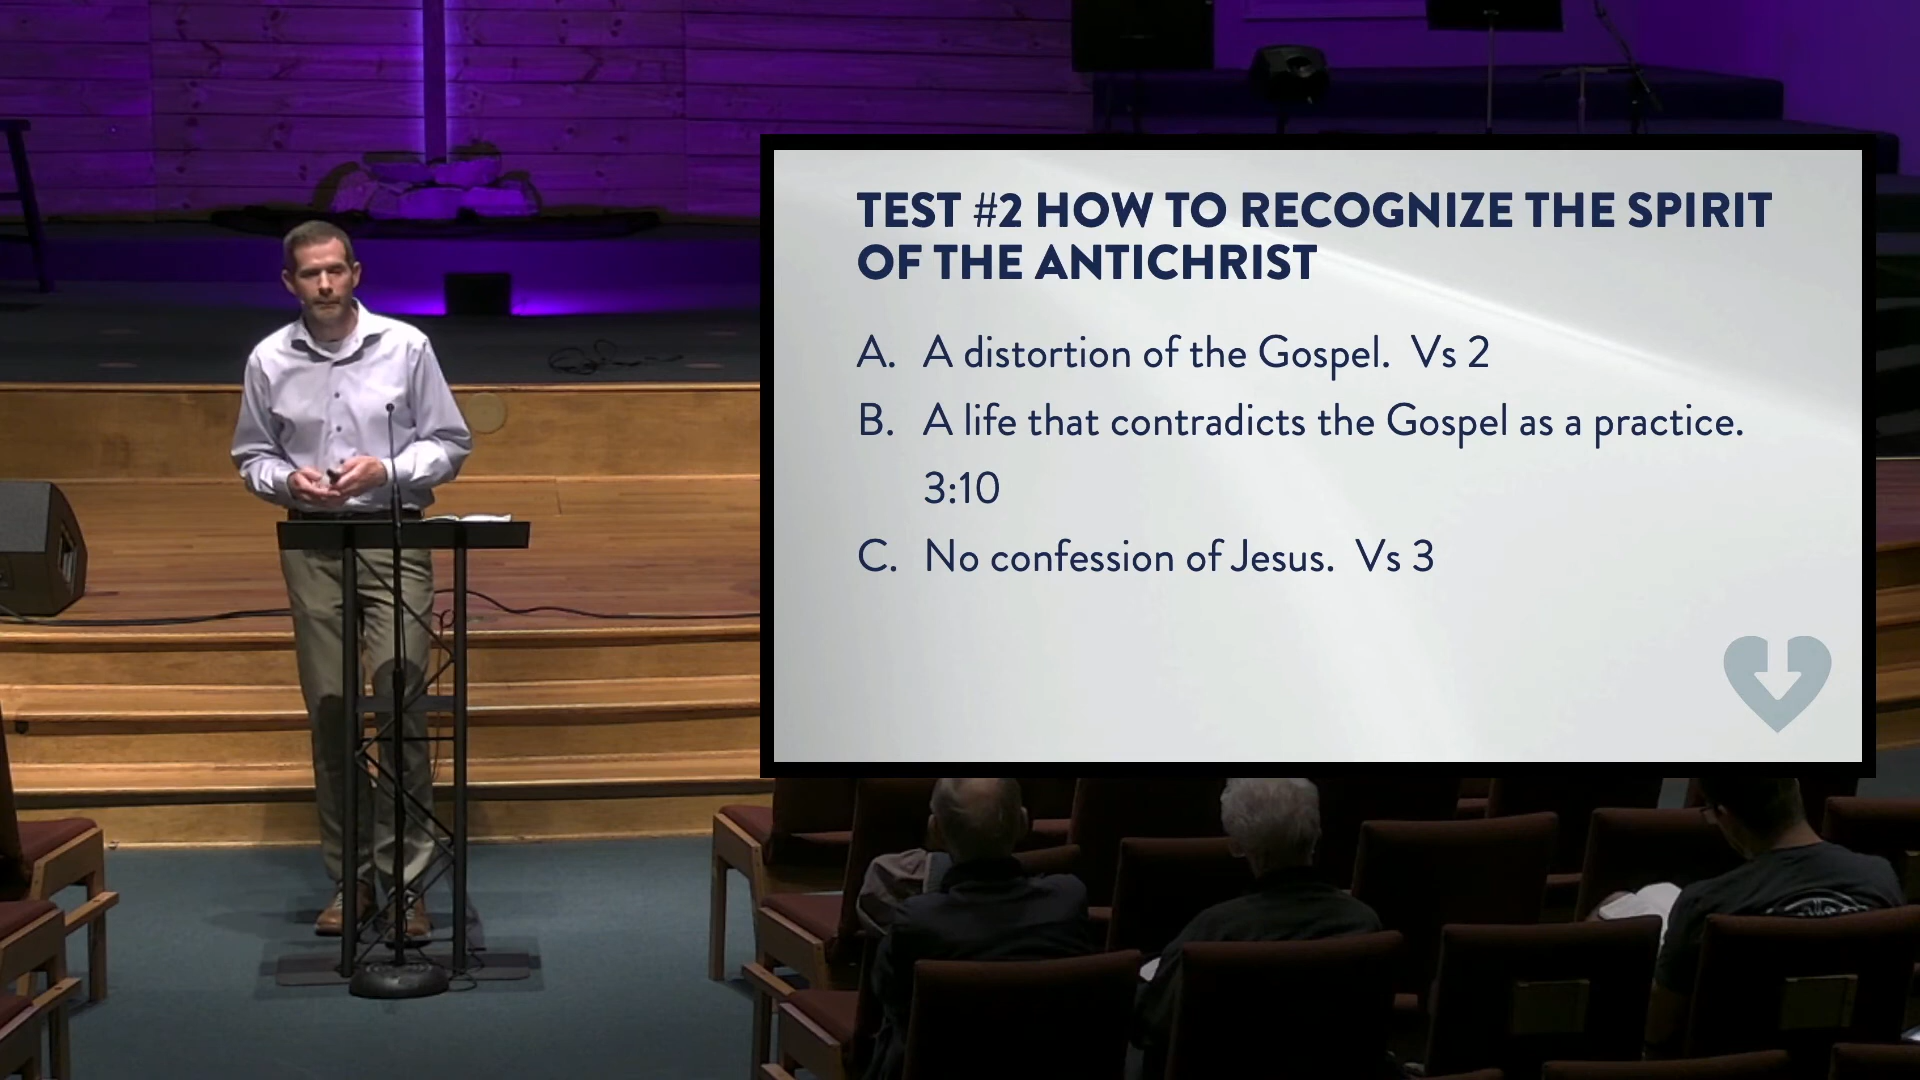 TEST #2 HOW TO RECOGNIZE THE SPIRIT
OF THE ANTICHRIST
A. A distortion of the Gospel. Vs 2
B. A life that contradicts the Gospel as a practice.
3:10
C. No confession of Jesus. Vs 3